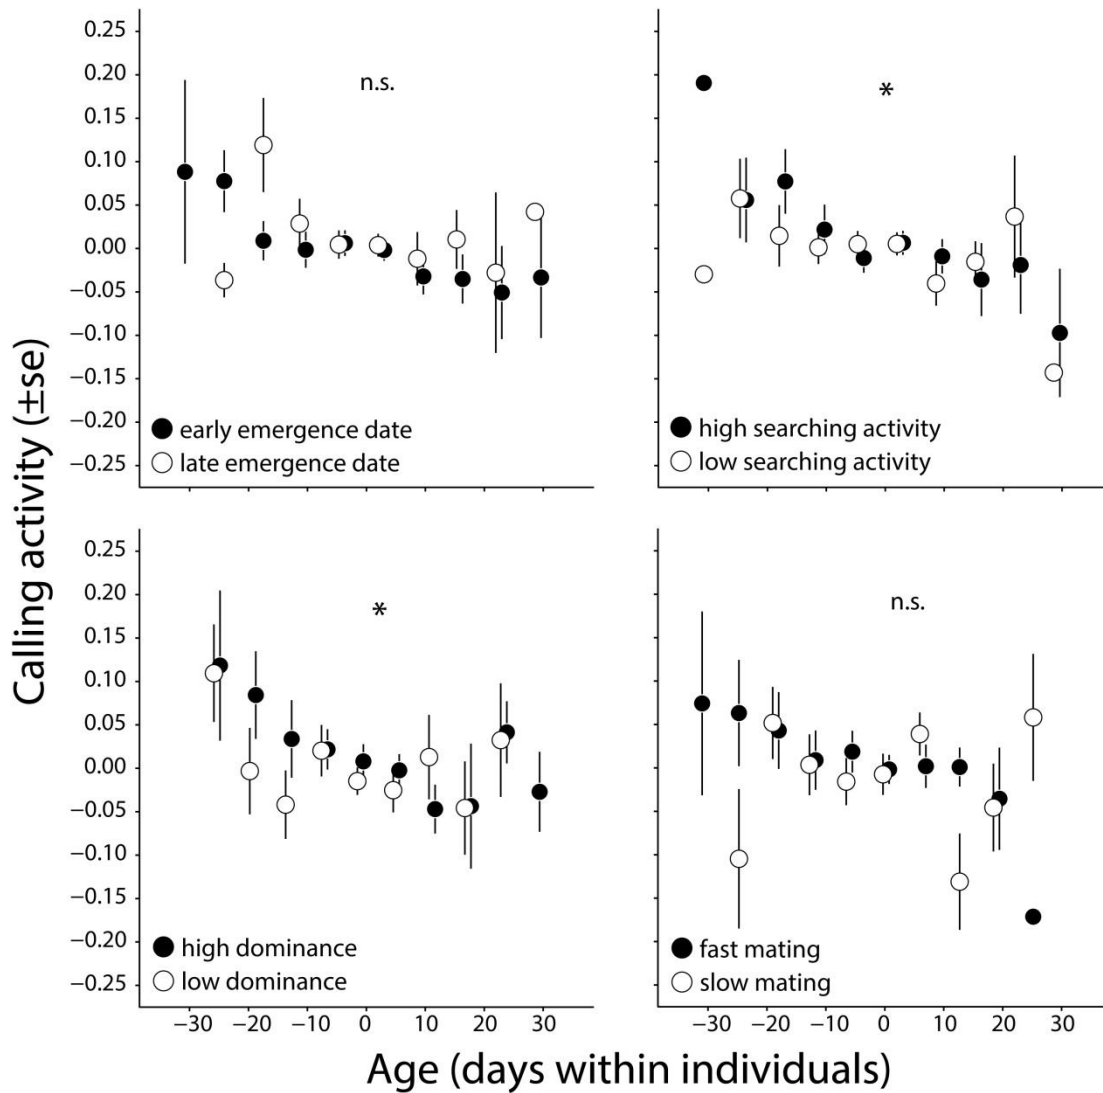 Calling activity (±se)
0.25
0.20
0.15
0.10
0.05
0.00
−0.05
−0.10
−0.15
−0.20
−0.25
n.s.
early emergence date
late emergence date
*
high searching activity
low searching activity
0.25
0.20
0.15
0.10
0.05
0.00
−0.05
−0.10
−0.15
−0.20
−0.25
*
high dominance
low dominance
−30 −20 −10 0 10 20 30
n.s.
fast mating
slow mating
−30 −20 −10 0 10 20 30
Age (days within individuals)